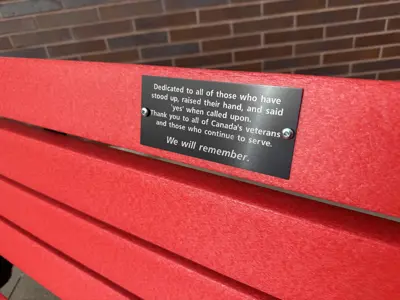 Dedicated to all of those who have
stood up, raised their hand, and said
'yes' when called upon.
Thank you to all of Canada's veterans
and those who continue to serve.
We will remember.